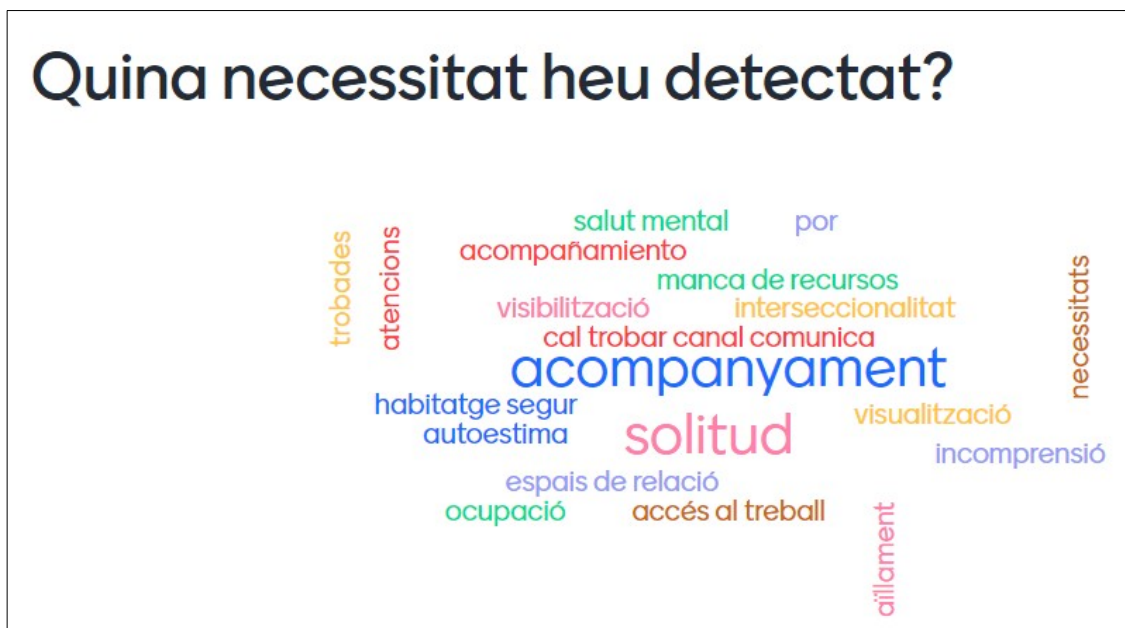 Quina necessitat heu detectat?
salut mental
por
trobades
atencions
acompañamiento
manca de recursos
necessitats
visibilització
interseccionalitat
cal trobar canal comunica
acompanyament
habitatge segur
visualització
autoestima
solitud
incomprensió
espais de relació
ocupació
accés al treball
aïllament